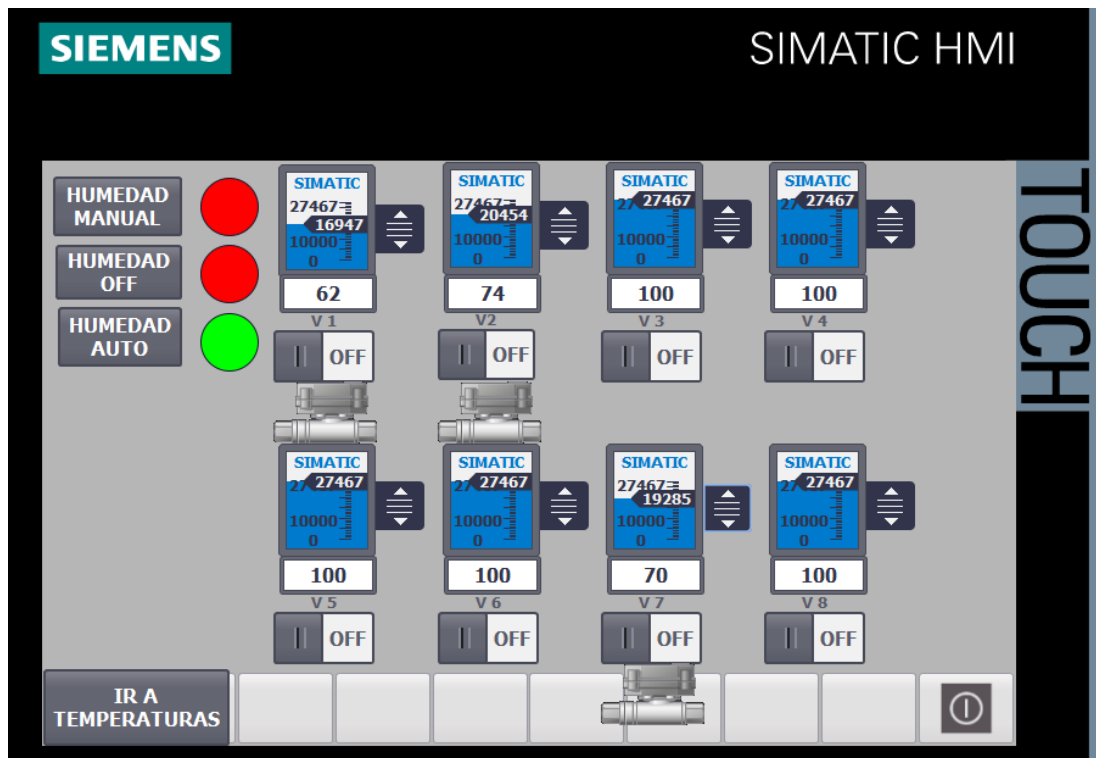 SIEMENS
SIMATIC HMI
TOUCH
HUMEDAD
MANUAL
HUMEDAD
OFF
HUMEDAD
AUTO
SIMATIC
27467
16947
10000
0
62
V 1
OFF
SIMATIC
27467
20454
10000
0
74
V2
OFF
SIMATIC
27467
10000
0
100
V 3
OFF
SIMATIC
27467
10000
0
100
V 4
OFF
SIMATIC
27467
10000
0
100
V 5
OFF
SIMATIC
27467
10000
0
100
V 6
OFF
SIMATIC
27467
19285
10000
0
70
V 7
OFF
SIMATIC
27467
10000
0
100
V 8
OFF
IR A
TEMPERATURAS